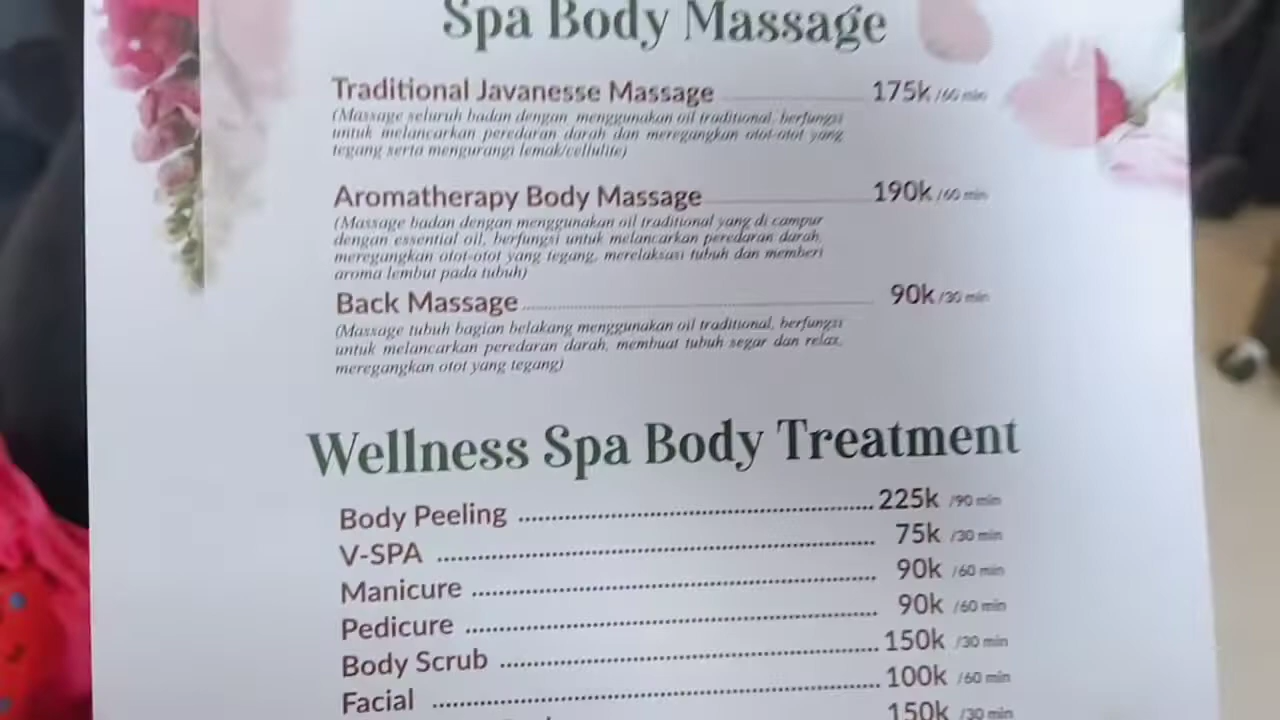 Spa Body Massage
Traditional Javanesse Massage 175k /60 min
(Massage seluruh badan dengan menggunakan oil traditional, berfungsi
untuk melancarkan peredaran darah dan meregangkan otot-otot yang
tegang serta mengurangi lemak/cellulite)
Aromatherapy Body Massage 190k /60 min
(Massage badan dengan menggunakan oil traditional yang di campur
dengan essential oil, berfungsi untuk melancarkan peredaran darah,
meregangkan otot-otot yang tegang, merelaksasi tubuh dan memberi
aroma lembut pada tubuh)
Back Massage 90k /30 min
(Massage tubuh bagian belakang menggunakan oil traditional, berfungsi
untuk melancarkan peredaran darah, membuat tubuh segar dan relax,
meregangkan otot yang tegang)
Wellness Spa Body Treatment
Body Peeling 225k /90 min
V-SPA 75k /30 min
Manicure 90k /60 min
Pedicure 90k /60 min
Body Scrub 150k /30 min
Facial 100k /60 min
150k /30 min